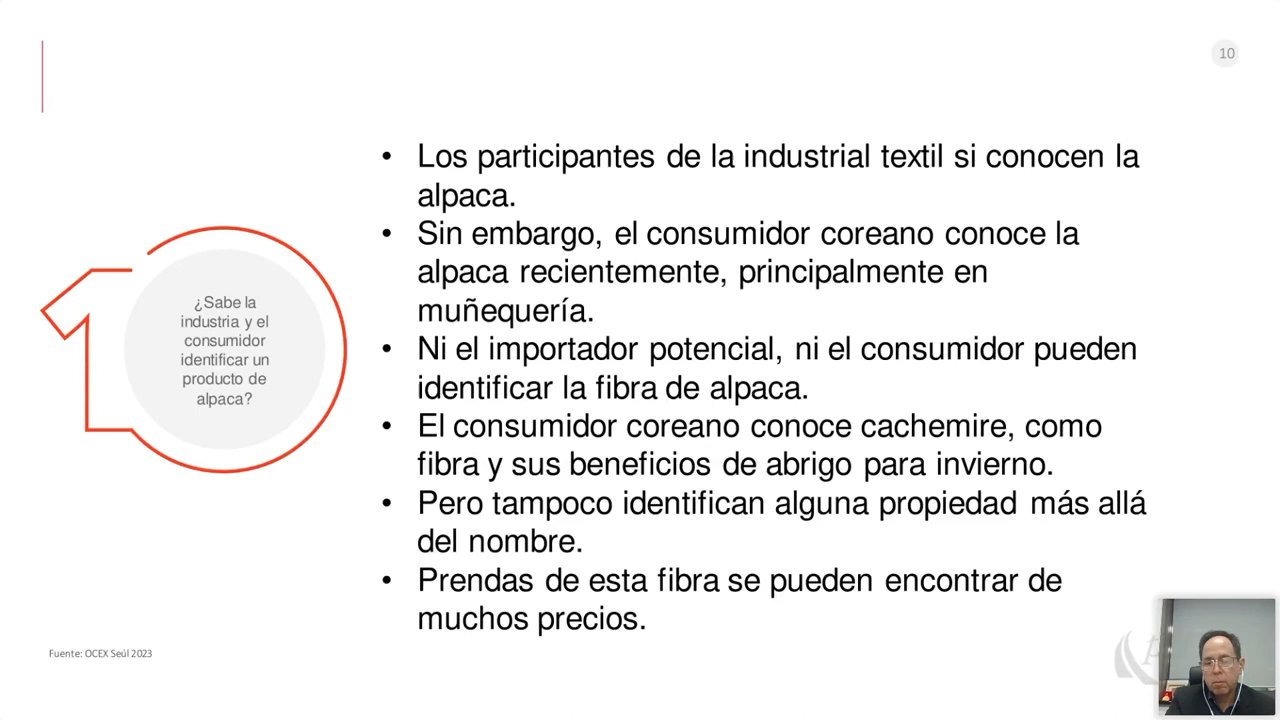 10
¿Sabe la
industria y el
consumidor
identificar un
producto de
alpaca?
• Los participantes de la industrial textil si conocen la
alpaca.
• Sin embargo, el consumidor coreano conoce la
alpaca recientemente, principalmente en
muñequería.
• Ni el importador potencial, ni el consumidor pueden
identificar la fibra de alpaca.
• El consumidor coreano conoce cachemire, como
fibra y sus beneficios de abrigo para invierno.
• Pero tampoco identifican alguna propiedad más allá
del nombre.
• Prendas de esta fibra se pueden encontrar de
muchos precios.
Fuente: OCEX Seúl 2023